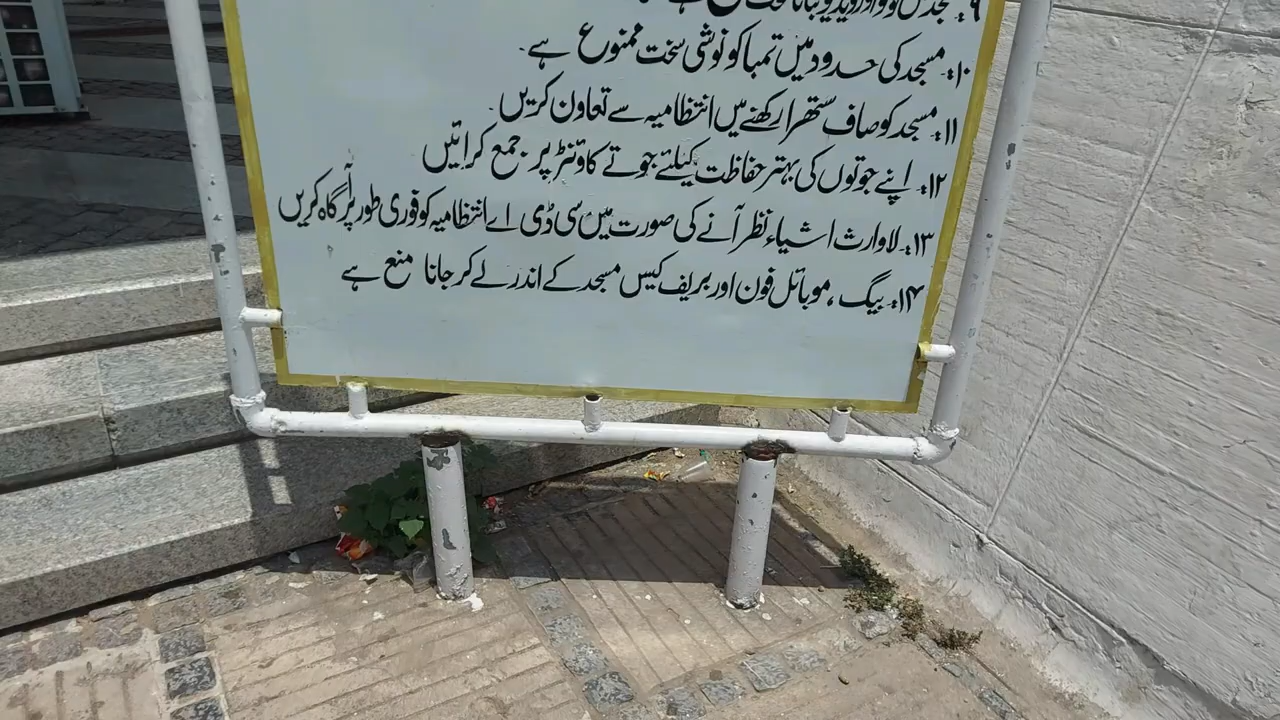 ۱۰:۔ مسجد کی حدود میں تمباکو نوشی سخت ممنوع ہے۔
۱۱:۔ مسجد کو صاف ستھرا رکھنے میں انتظامیہ سے تعاون کریں۔
۱۲:۔ اپنے جوتوں کی بہتر حفاظت کیلئے جوتے کاونٹر پر جمع کرائیں
۱۳:۔ لاوارث اشیاء نظر آنے کی صورت میں سی ڈی اے انتظامیہ کو فوری طور پر آگاہ کریں
۱۴:۔ بیگ ، موبائل فون اور بریف کیس مسجد کے اندر لے کر جانا منع ہے